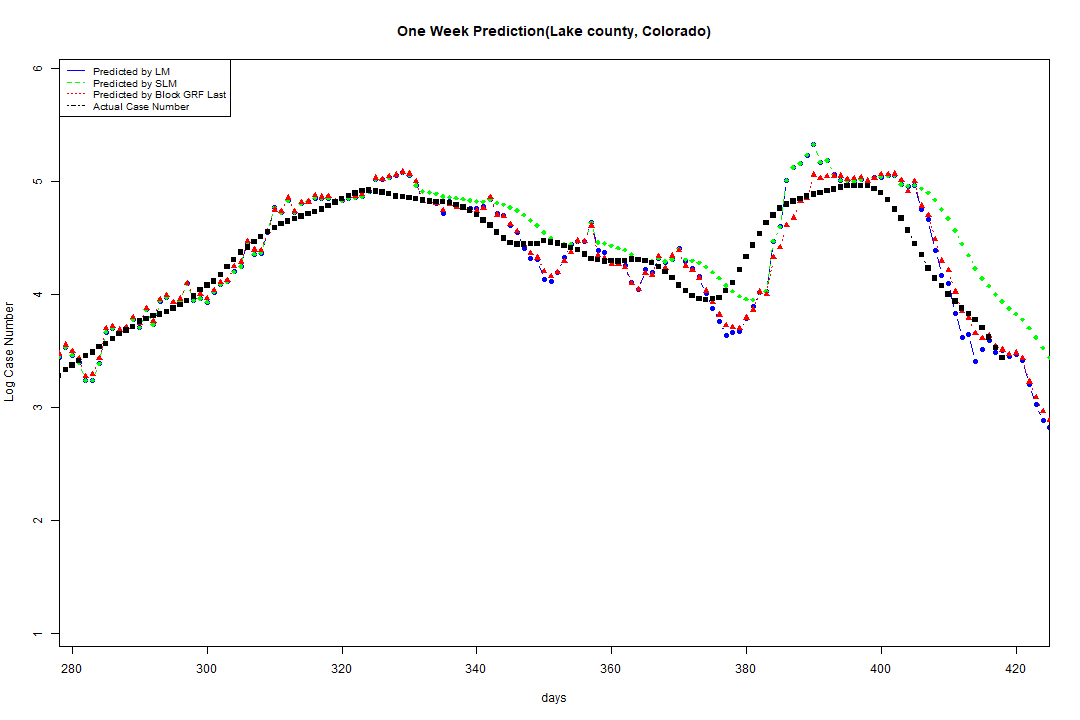 One Week Prediction(Lake county, Colorado)
Predicted by LM
Predicted by SLM
Predicted by Block GRF Last
Actual Case Number
6
5
4
3
2
1
Log Case Number
280 300 320 340 360 380 400 420
days